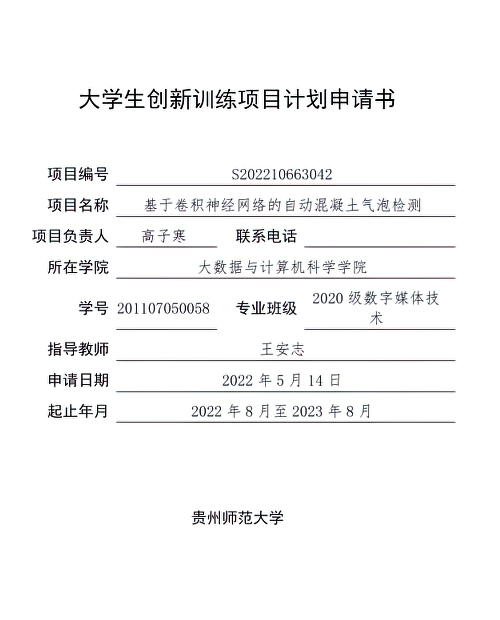 大学生创新训练项目计划申请书
项目编号 S202210663042
项目名称 基于卷积神经网络的自动混凝土气泡检测
项目负责人 高子寒 联系电话
所在学院 大数据与计算机科学学院
学号 201107050058 专业班级 2020 级数字媒体技
术
指导教师 王安志
申请日期 2022 年 5 月 14 日
起止年月 2022 年 8 月至 2023 年 8 月
贵州师范大学